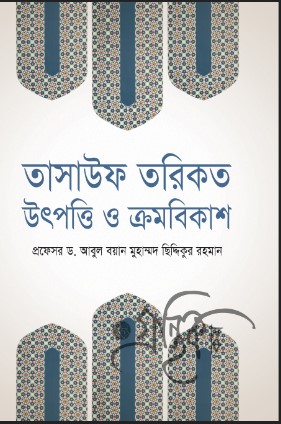 তাসাউফ তরিকত
উৎপত্তি ও ক্রমবিকাশ
প্রফেসর ড. আবুল বয়ান মুহাম্মদ ছিদ্দিকুর রহমান